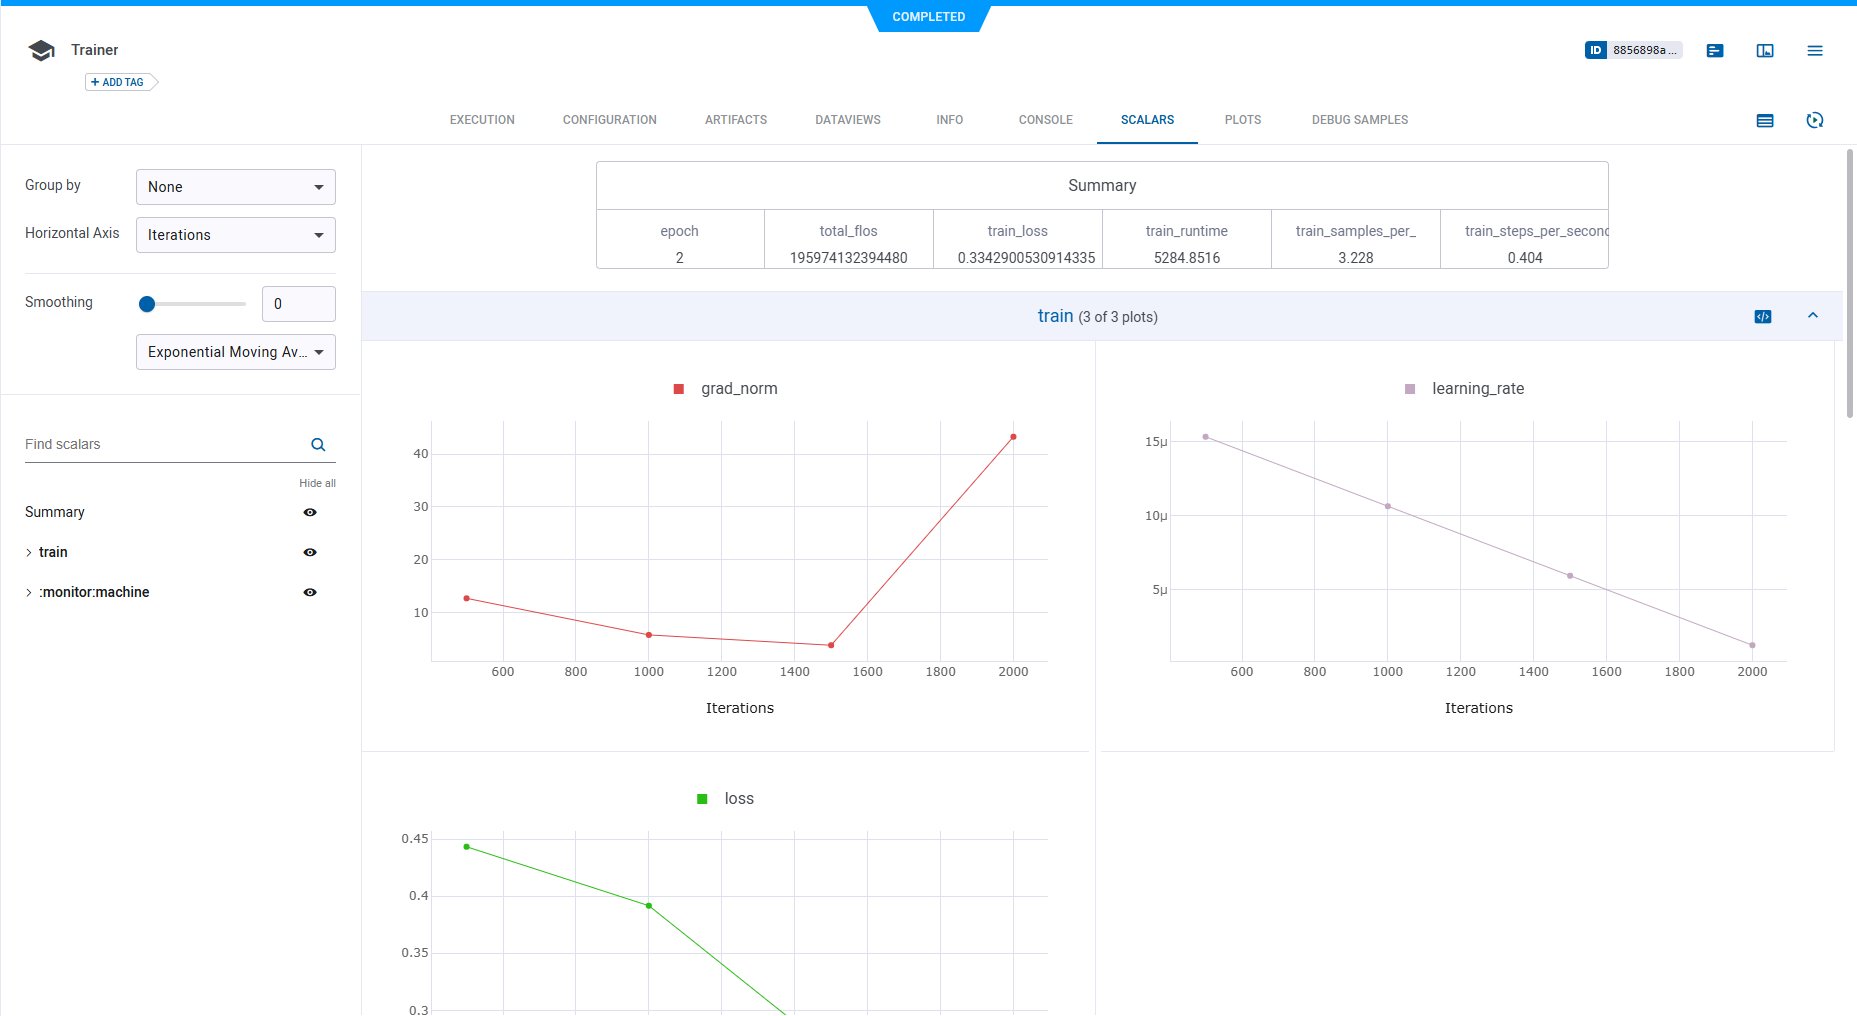 COMPLETED
Trainer
ID 8856898a ...
+ ADD TAG
EXECUTION CONFIGURATION ARTIFACTS DATAVIEWS INFO CONSOLE SCALARS PLOTS DEBUG SAMPLES
Group by None
Horizontal Axis Iterations
Smoothing 0
Exponential Moving Av...
Find scalars
Hide all
Summary
train
:monitor:machine
Summary
epoch total_flos train_loss train_runtime train_samples_per_ train_steps_per_second
2 195974132394480 0.3342900530914335 5284.8516 3.228 0.404
train (3 of 3 plots)
grad_norm
40
30
20
10
600 800 1000 1200 1400 1600 1800 2000
Iterations
learning_rate
15μ
10μ
5μ
600 800 1000 1200 1400 1600 1800 2000
Iterations
loss
0.45
0.4
0.35
0.3